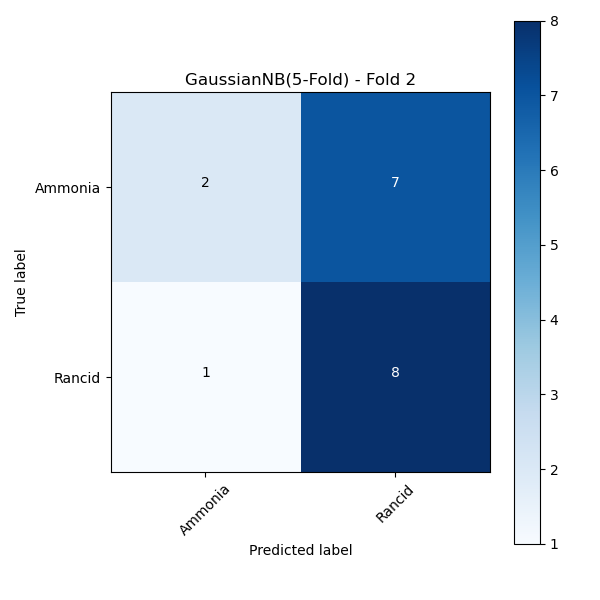 GaussianNB(5-Fold) - Fold 2
True label
Ammonia
2
7
Rancid
1
8
Ammonia
Rancid
Predicted label
8
7
6
5
4
3
2
1